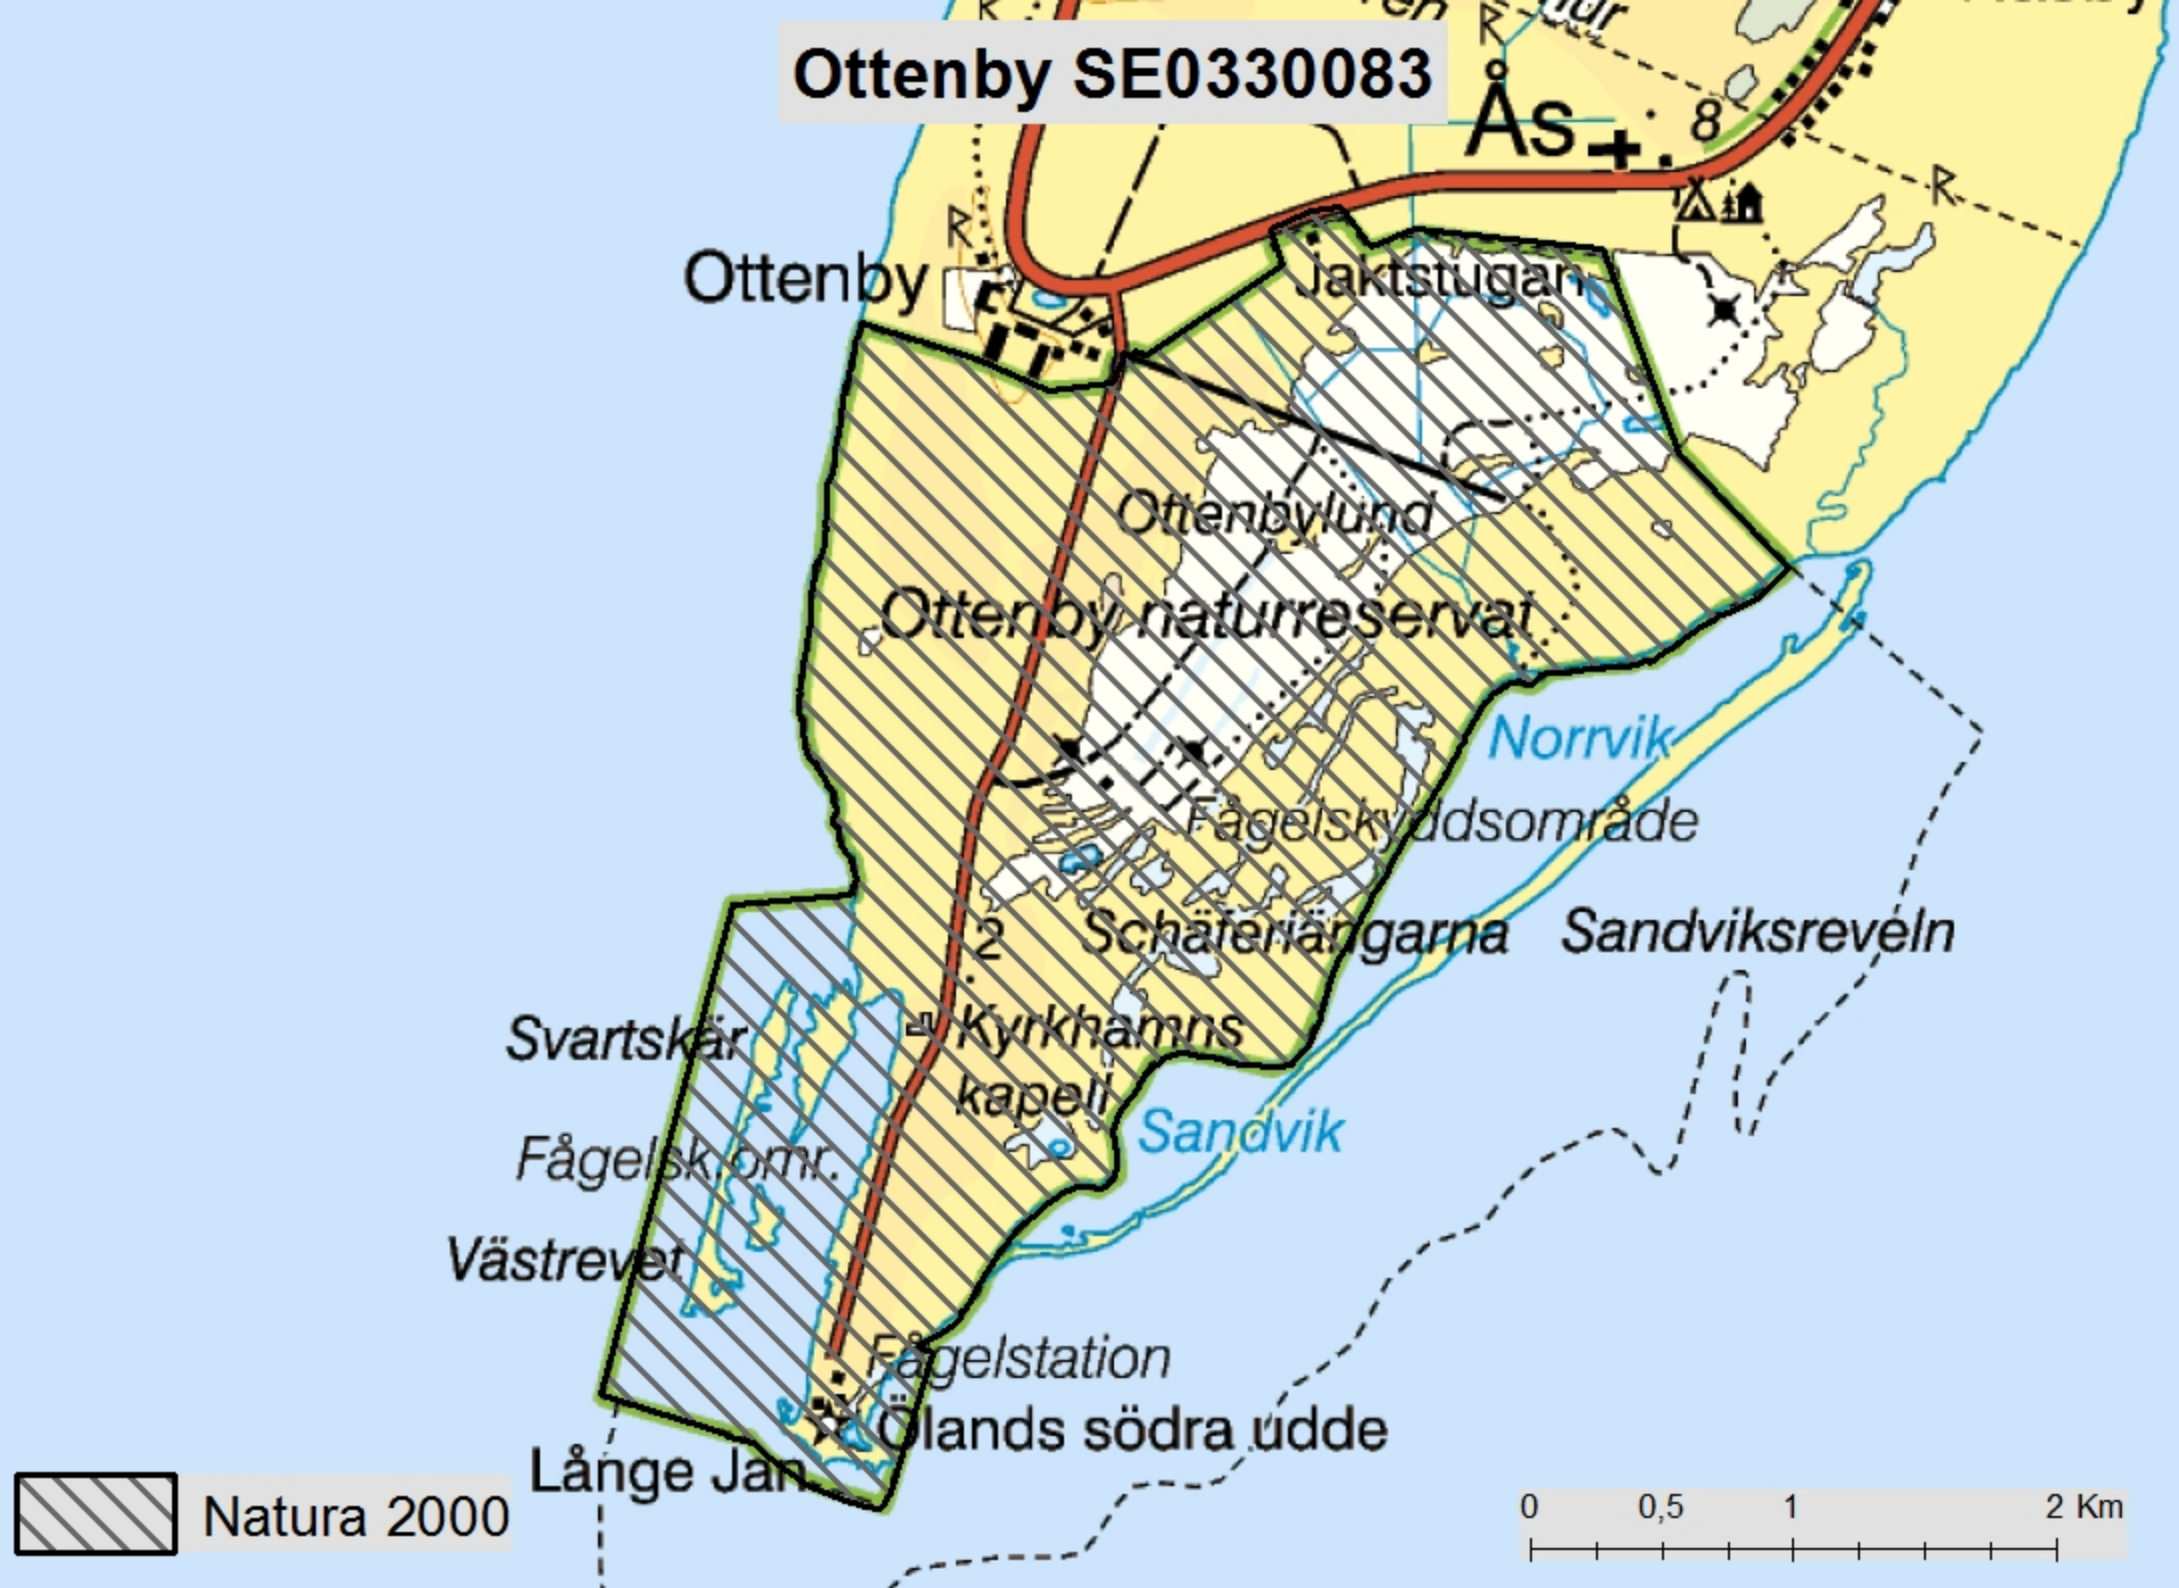 Ottenby SE0330083
Ås
8
R
R
R
Ottenby
Jaktstugan
Ottenbylund
Ottenby naturreservat
Norrvik
Fågelskyddsområde
2
Schäferiängarna
Sandviksreveln
Svartskär
Kyrkhamns
kapell
Sandvik
Fågelsk.omr.
Västrevet
Fågelstation
Ölands södra udde
Långe Jan
Natura 2000
0 0,5 1 2 Km